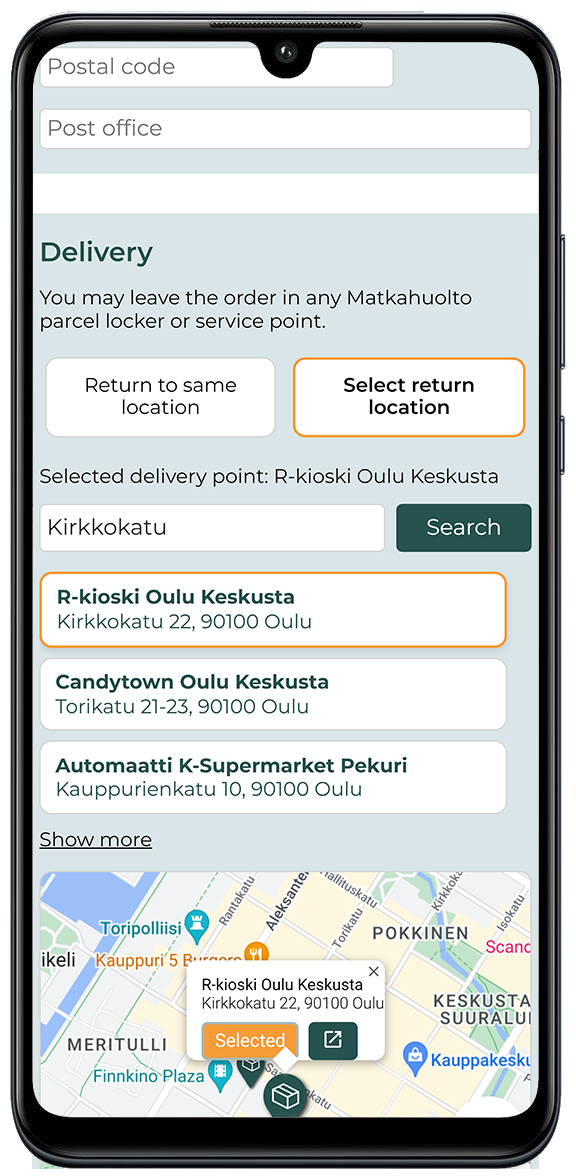 Postal code
Post office
Delivery
You may leave the order in any Matkahuolto
parcel locker or service point.
Return to same
location
Select return
location
Selected delivery point: R-kioski Oulu Keskusta
Kirkkokatu
Search
R-kioski Oulu Keskusta
Kirkkokatu 22, 90100 Oulu
Candytown Oulu Keskusta
Torikatu 21-23, 90100 Oulu
Automaatti K-Supermarket Pekuri
Kauppurienkatu 10, 90100 Oulu
Show more
Hallituskatu
Kirkkoka
Rantakatu
Aleksanter
Isokatu
Toripolliisi
Torikatu
POKKINEN
Scand
ikeli
Kauppuri 5 Burgers
R-kioski Oulu Keskusta
Kirkkokatu 22, 90100 Oulu
KESKUSTA
SUURALU
Selected
MERITULLI
Kauppakesku
Finnkino Plaza